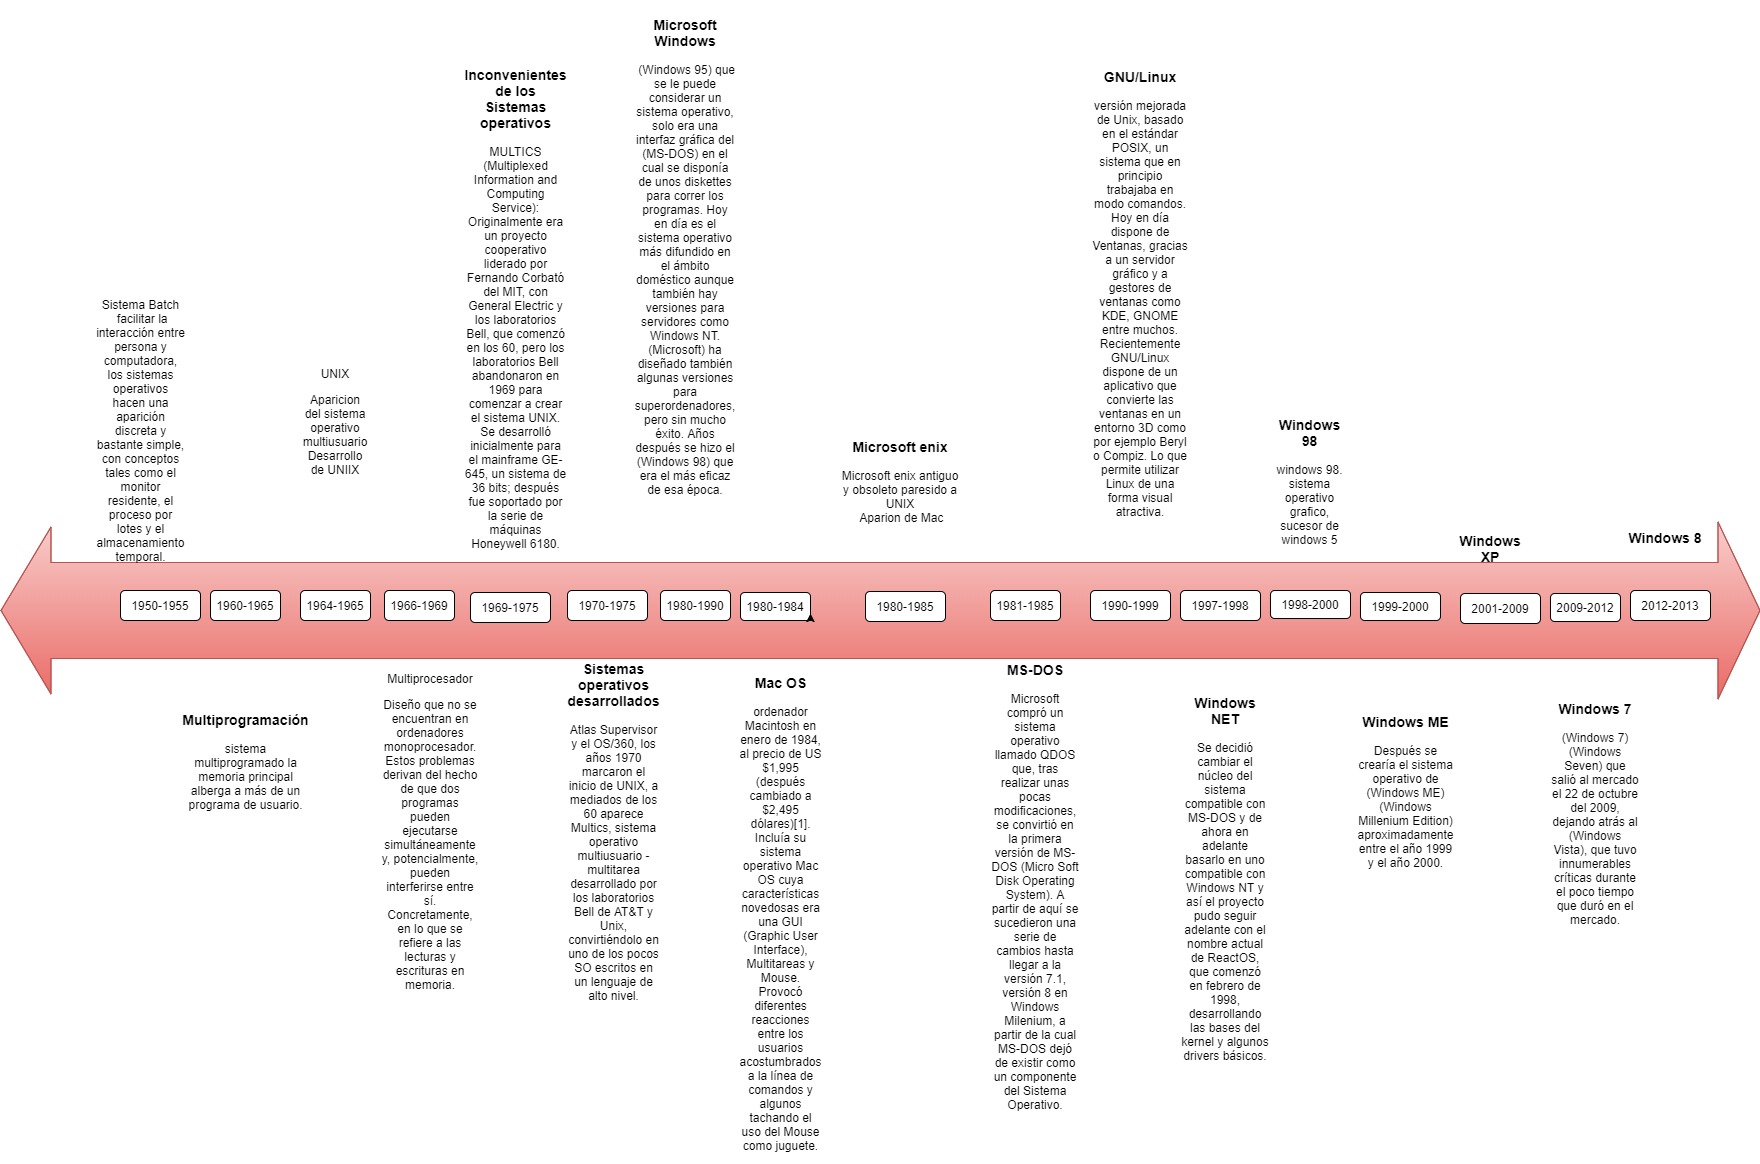 Microsoft
Windows
(Windows 95) que
se le puede
considerar un
sistema operativo,
solo era una
interfaz gráfica del
(MS-DOS) en el
cual se disponía
de unos diskettes
para correr los
programas. Hoy
en día es el
sistema operativo
más difundido en
el ámbito
doméstico aunque
también hay
versiones para
servidores como
Windows NT.
(Microsoft) ha
diseñado también
algunas versiones
para
superordenadores,
pero sin mucho
éxito. Años
después se hizo el
(Windows 98) que
era el más eficaz
de esa época.
Inconvenientes
de los
Sistemas
operativos
MULTICS
(Multiplexed
Information and
Computing
Service):
Originalmente era
un proyecto
cooperativo
liderado por
Fernando Corbató
del MIT, con
General Electric y
los laboratorios
Bell, que comenzó
en los 60, pero los
laboratorios Bell
abandonaron en
1969 para
comenzar a crear
el sistema UNIX.
Se desarrolló
inicialmente para
el mainframe GE-
645, un sistema de
36 bits; después
fue soportado por
la serie de
máquinas
Honeywell 6180.
GNU/Linux
versión mejorada
de Unix, basado
en el estándar
POSIX, un
sistema que en
principio
trabajaba en
modo comandos.
Hoy en día
dispone de
Ventanas, gracias
a un servidor
gráfico y a
gestores de
ventanas como
KDE, GNOME
entre muchos.
Recientemente
GNU/Linux
dispone de un
aplicativo que
convierte las
ventanas en un
entorno 3D como
por ejemplo Beryl
o Compiz. Lo que
permite utilizar
Linux de una
forma visual
atractiva.
Sistema Batch
facilitar la
interacción entre
persona y
computadora,
los sistemas
operativos
hacen una
aparición
discreta y
bastante simple,
con conceptos
tales como el
monitor
residente, el
proceso por
lotes y el
almacenamiento
temporal.
UNIX
Aparicion
del sistema
operativo
multiusuario
Desarrollo
de UNIIX
Microsoft enix
Microsoft enix antiguo
y obsoleto paresido a
UNIX
Aparion de Mac
Windows
98
windows 98.
sistema
operativo
grafico,
sucesor de
windows 5
Windows
XP
Windows 8
1950-1955
1960-1965
1964-1965
1966-1969
1969-1975
1970-1975
1980-1990
1980-1984
1980-1985
1981-1985
1990-1999
1997-1998
1998-2000
1999-2000
2001-2009
2009-2012
2012-2013
Multiprogramación
sistema
multiprogramado la
memoria principal
alberga a más de un
programa de usuario.
Multiprocesador
Diseño que no se
encuentran en
ordenadores
monoprocesador.
Estos problemas
derivan del hecho
de que dos
programas
pueden
ejecutarse
simultáneamente
y, potencialmente,
pueden
interferirse entre
sí.
Concretamente,
en lo que se
refiere a las
lecturas y
escrituras en
memoria.
Sistemas
operativos
desarrollados
Atlas Supervisor
y el OS/360, los
años 1970
marcaron el
inicio de UNIX, a
mediados de los
60 aparece
Multics, sistema
operativo
multiusuario -
multitarea
desarrollado por
los laboratorios
Bell de AT&T y
Unix,
convirtiéndolo en
uno de los pocos
SO escritos en
un lenguaje de
alto nivel.
Mac OS
ordenador
Macintosh en
enero de 1984,
al precio de US
$1,995
(después
cambiado a
$2,495
dólares)[1].
Incluía su
sistema
operativo Mac
OS cuya
características
novedosas era
una GUI
(Graphic User
Interface),
Multitareas y
Mouse.
Provocó
diferentes
reacciones
entre los
usuarios
acostumbrados
a la línea de
comandos y
algunos
tachando el
uso del Mouse
como juguete.
MS-DOS
Microsoft
compró un
sistema
operativo
llamado QDOS
que, tras
realizar unas
pocas
modificaciones,
se convirtió en
la primera
versión de MS-
DOS (Micro Soft
Disk Operating
System). A
partir de aquí se
sucedieron una
serie de
cambios hasta
llegar a la
versión 7.1,
versión 8 en
Windows
Milenium, a
partir de la cual
MS-DOS dejó
de existir como
un componente
del Sistema
Operativo.
Windows
NET
Se decidió
cambiar el
núcleo del
sistema
compatible con
MS-DOS y de
ahora en
adelante
basarlo en uno
compatible con
Windows NT y
así el proyecto
pudo seguir
adelante con el
nombre actual
de ReactOS,
que comenzó
en febrero de
1998,
desarrollando
las bases del
kernel y algunos
drivers básicos.
Windows ME
Después se
crearía el sistema
operativo de
(Windows ME)
(Windows
Millenium Edition)
aproximadamente
entre el año 1999
y el año 2000.
Windows 7
(Windows 7)
(Windows
Seven) que
salió al mercado
el 22 de octubre
del 2009,
dejando atrás al
(Windows
Vista), que tuvo
innumerables
críticas durante
el poco tiempo
que duró en el
mercado.